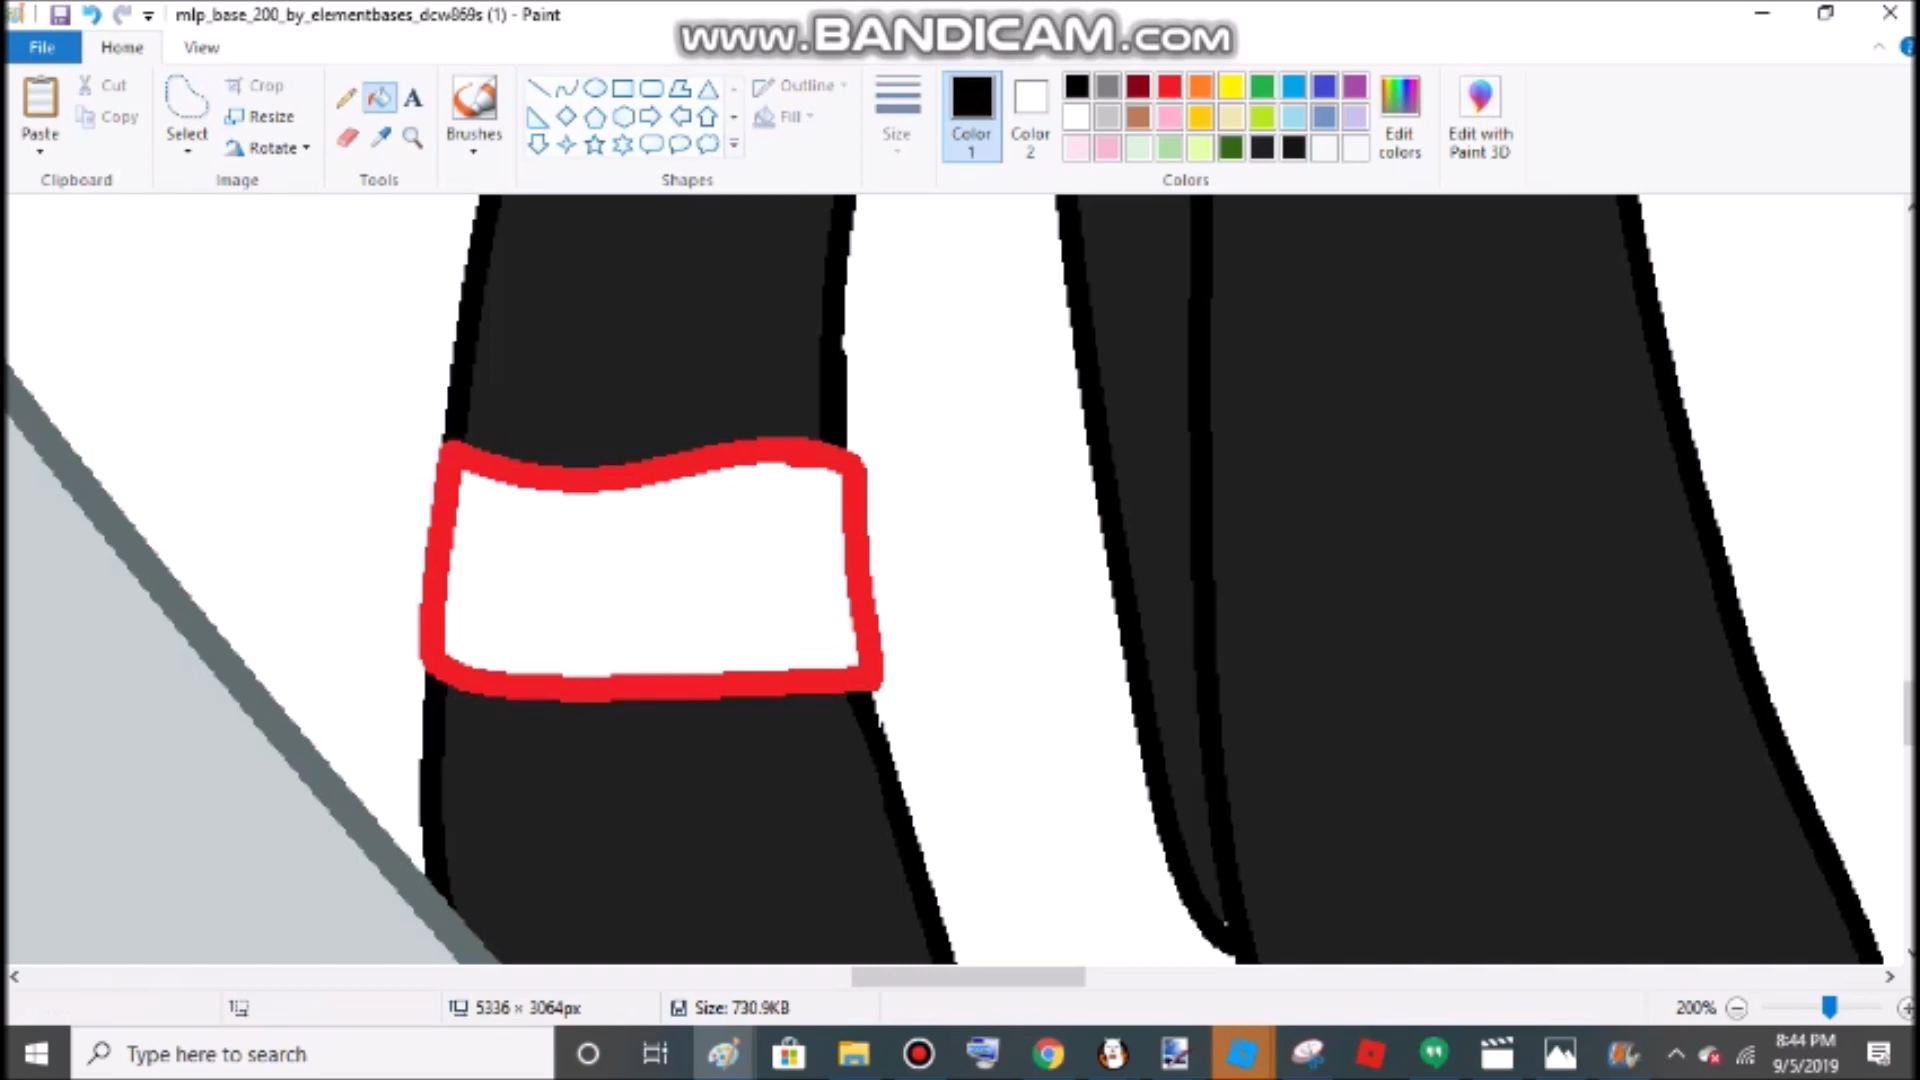 mlp_base_200_by_elementbases_dcw869s (1) - Paint
www.BANDICAM.com
File Home View
Paste
Cut
Copy
Clipboard
Select
Crop
Resize
Rotate
Image
A
Tools
Brushes
Outline
Fill
Shapes
Size
Color 1
Color 2
Edit colors
Edit with Paint 3D
Colors
5336 × 3064px
Size: 730.9KB
200%
Type here to search
8:44 PM
9/5/2019